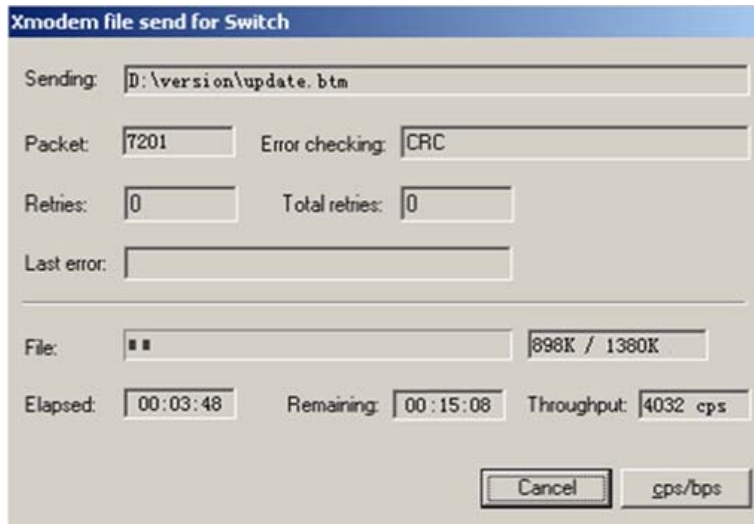 Xmodem file send for Switch
Sending: D:\version\update.btm
Packet: 7201 Error checking: CRC
Retries: 0 Total retries: 0
Last error:
File: 898K / 1380K
Elapsed: 00:03:48 Remaining: 00:15:08 Throughput: 4032 cps
Cancel cps/bps